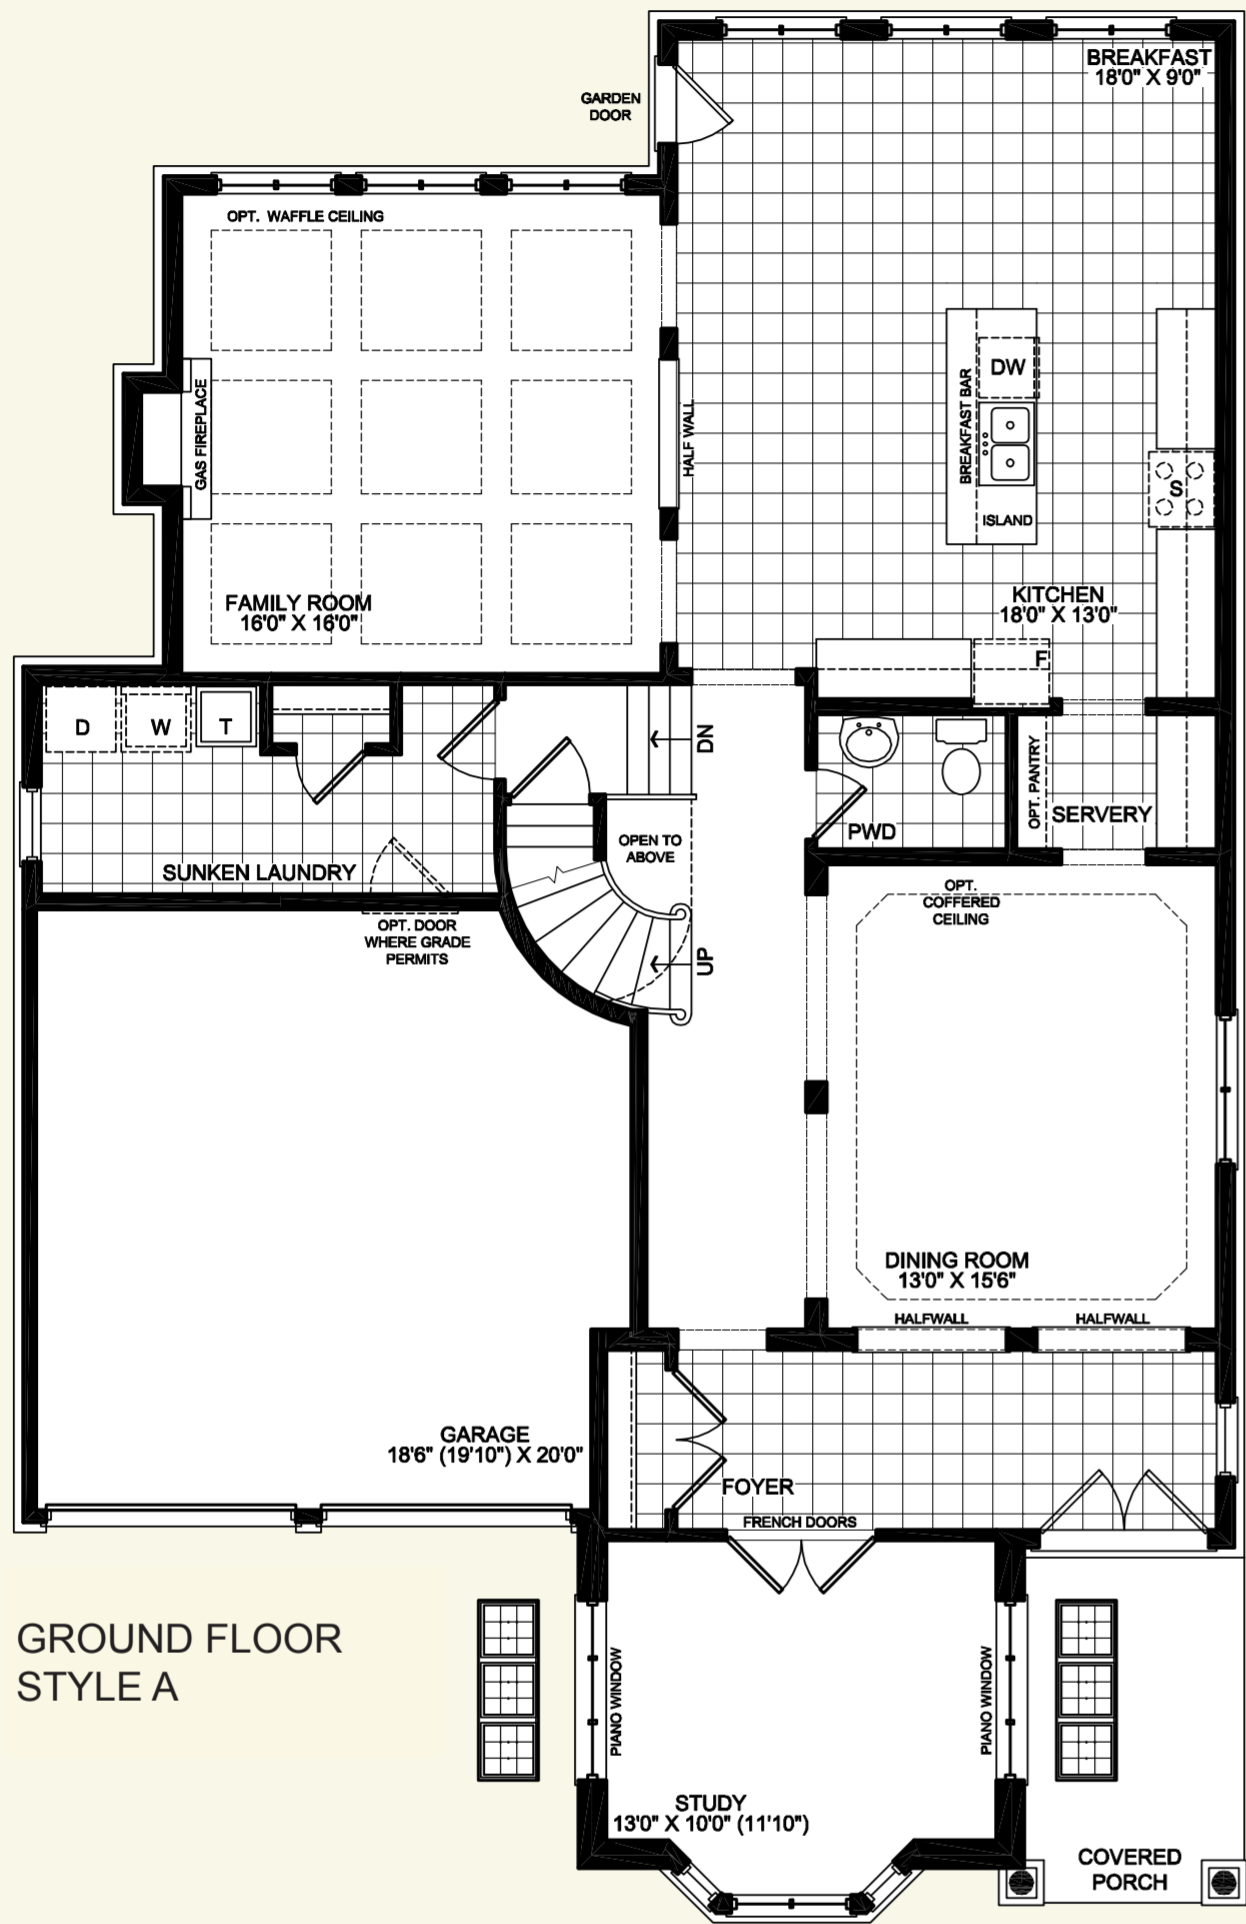 BREAKFAST
18'0" X 9'0"
GARDEN
DOOR
OPT. WAFFLE CEILING
GAS FIREPLACE
HALF WALL
BREAKFAST BAR
DW
ISLAND
S
FAMILY ROOM
16'0" X 16'0"
KITCHEN
18'0" X 13'0"
F
D
W
T
DN
OPT. PANTRY
SERVERY
PWD
OPEN TO
ABOVE
SUNKEN LAUNDRY
OPT. DOOR
WHERE GRADE
PERMITS
UP
OPT.
COFFERED
CEILING
DINING ROOM
13'0" X 15'6"
HALFWALL
HALFWALL
GARAGE
18'6" (19'10") X 20'0"
FOYER
FRENCH DOORS
GROUND FLOOR
STYLE A
PIANO WINDOW
PIANO WINDOW
STUDY
13'0" X 10'0" (11'10")
COVERED
PORCH